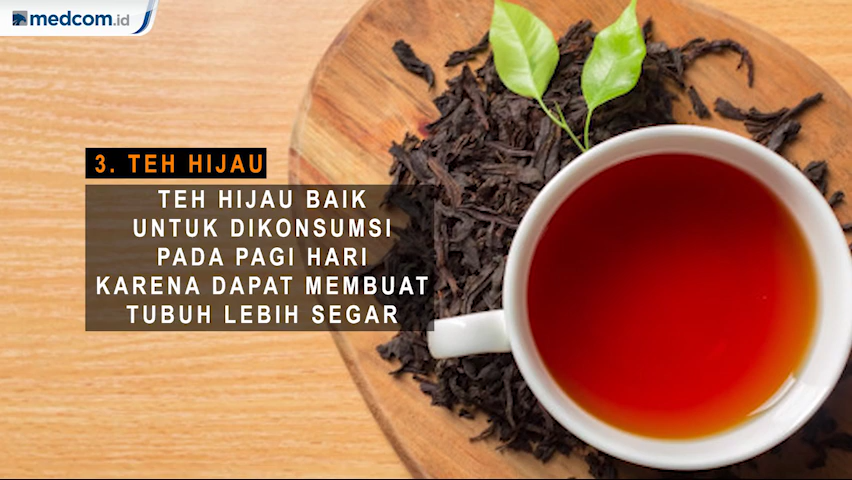 medcom.id
3. TEH HIJAU
TEH HIJAU BAIK
UNTUK DIKONSUMSI
PADA PAGI HARI
KARENA DAPAT MEMBUAT
TUBUH LEBIH SEGAR